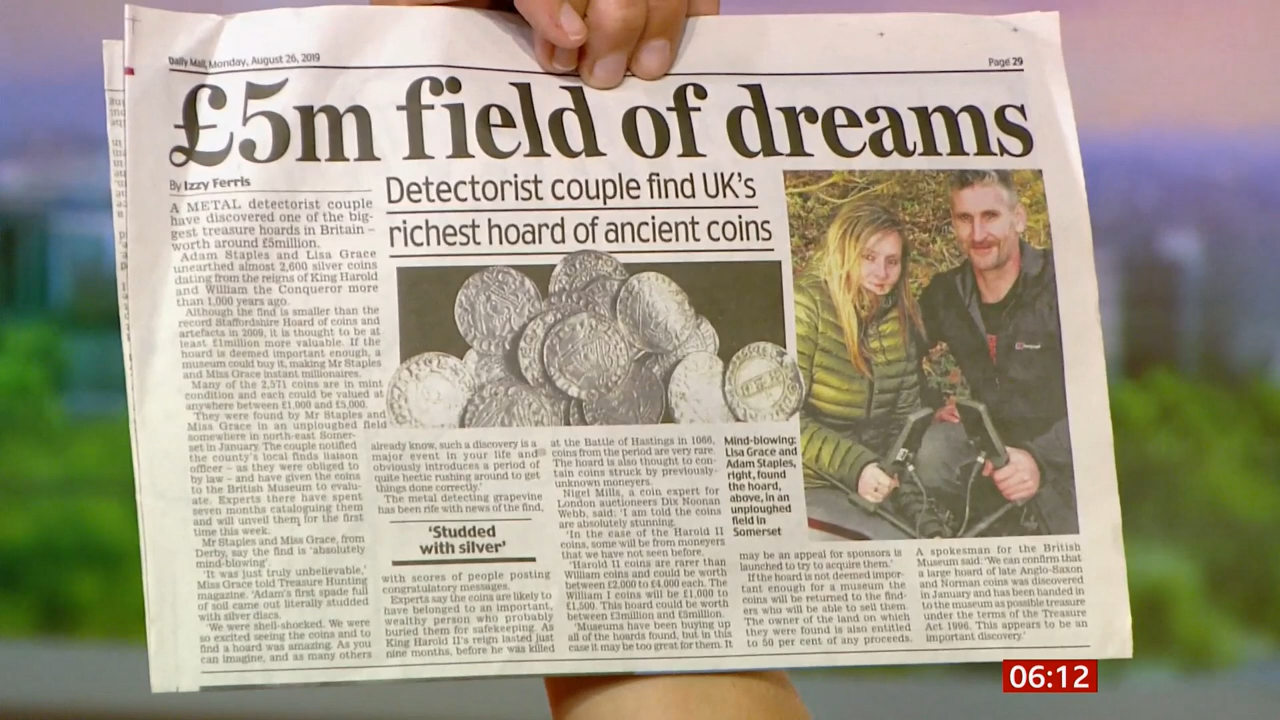 Daily Mail, Monday, August 26, 2019
Page 29
£5m field of dreams
By Izzy Ferris
Detectorist couple find UK's
richest hoard of ancient coins
A METAL detectorist couple
have discovered one of the big-
gest treasure hoards in Britain –
worth around £5million.
Adam Staples and Lisa Grace
unearthed almost 2,600 silver coins
dating from the reigns of King Harold
and William the Conqueror more
than 1,000 years ago.
Although the find is smaller than the
record Staffordshire Hoard of coins and
artefacts in 2009, it is thought to be at
least £1million more valuable. If the
hoard is deemed important enough, a
museum could buy it, making Mr Staples
and Miss Grace instant millionaires.
Many of the 2,571 coins are in mint
condition and each could be valued at
anywhere between £1,000 and £5,000.
They were found by Mr Staples and
Miss Grace in an unploughed field
somewhere in north-east Somer-
set in January. The couple notified
the county's local finds liaison
officer – as they were obliged to
by law – and have given the coins
to the British Museum to evalu-
ate. Experts there have spent
seven months cataloguing them
and will unveil them for the first
time this week.
Mr Staples and Miss Grace, from
Derby, say the find is 'absolutely
mind-blowing'.
'It was just truly unbelievable,'
Miss Grace told Treasure Hunting
magazine. 'Adam's first spade full
of soil came out literally studded
with silver discs.
'We were shell-shocked. We were
so excited seeing the coins and to
find a hoard was amazing. As you
can imagine, and as many others
already know, such a discovery is a
major event in your life and
obviously introduces a period of
quite hectic rushing around to get
things done correctly.'
The metal detecting grapevine
has been rife with news of the find,
'Studded
with silver'
with scores of people posting
congratulatory messages.
Experts say the coins are likely to
have belonged to an important,
wealthy person who probably
buried them for safekeeping. As
King Harold II's reign lasted just
nine months, before he was killed
at the Battle of Hastings in 1066,
coins from the period are very rare.
The hoard is also thought to con-
tain coins struck by previously-
unknown moneyers.
Nigel Mills, a coin expert for
London auctioneers Dix Noonan
Webb, said: 'I am told the coins
are absolutely stunning.
'In the case of the Harold II
coins, some will be from moneyers
that we have not seen before.
'Harold II coins are rarer than
William coins and could be worth
between £2,000 to £4,000 each. The
William I coins will be £1,000 to
£1,500. This hoard could be worth
between £3million and £5million.
'Museums have been buying up
all of the hoards found, but in this
case it may be too great for them. It
Mind-blowing:
Lisa Grace and
Adam Staples,
right, found
the hoard,
above, in an
unploughed
field in
Somerset
may be an appeal for sponsors is
launched to try to acquire them.'
If the hoard is not deemed impor-
tant enough for a museum the
coins will be returned to the find-
ers who will be able to sell them.
The owner of the land on which
they were found is also entitled
to 50 per cent of any proceeds.
A spokesman for the British
Museum said: 'We can confirm that
a large hoard of late Anglo-Saxon
and Norman coins was discovered
in January and has been handed in
to the museum as possible treasure
under the terms of the Treasure
Act 1996. This appears to be an
important discovery.'
06:12